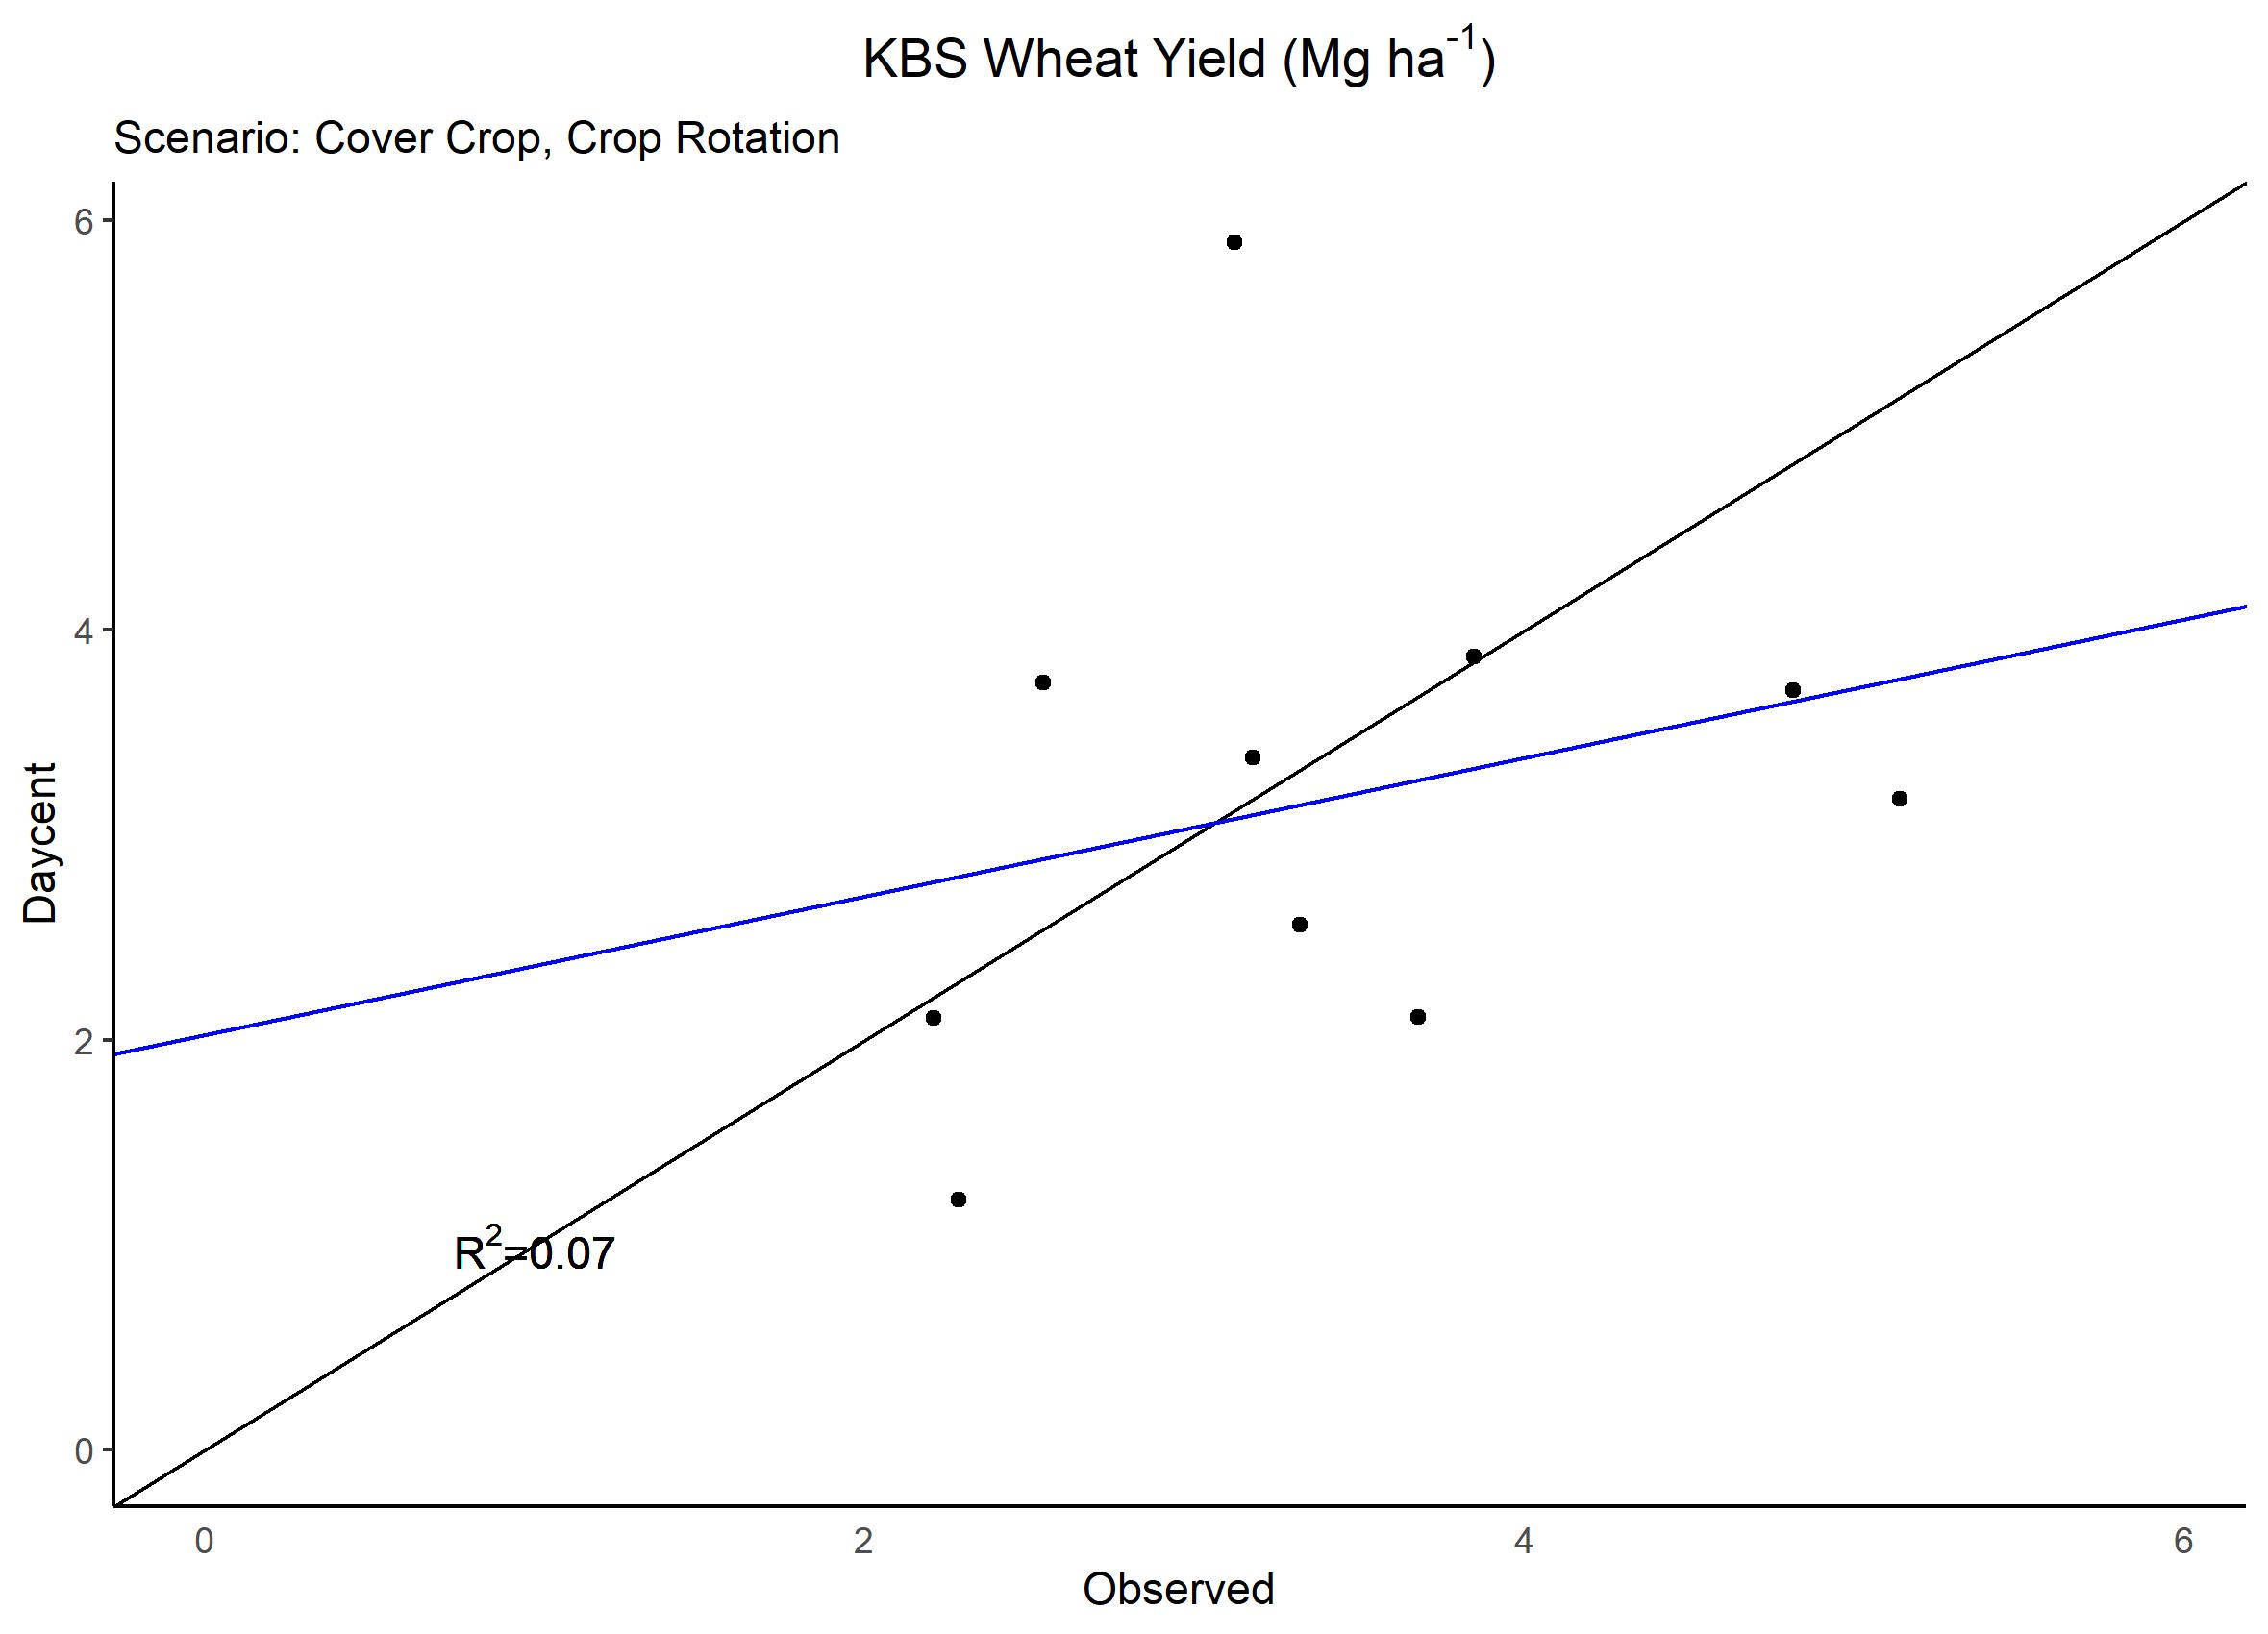 KBS Wheat Yield (Mg ha⁻¹)
Scenario: Cover Crop, Crop Rotation
6
4
2
0
Daycent
R²=0.07
0 2 4 6
Observed